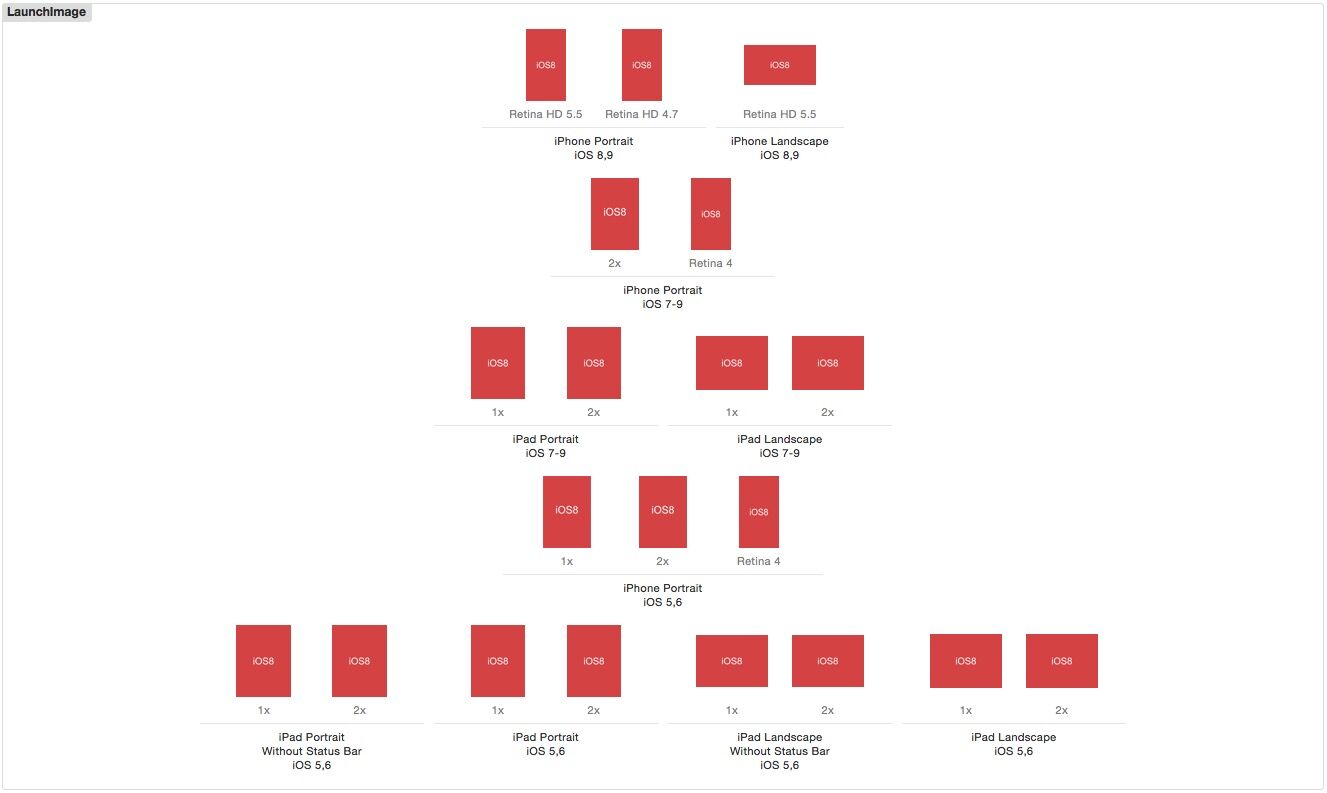 LaunchImage
iOS8 iOS8 iOS8
Retina HD 5.5 Retina HD 4.7 Retina HD 5.5
iPhone Portrait iPhone Landscape
iOS 8,9 iOS 8,9
iOS8 iOS8
2x Retina 4
iPhone Portrait
iOS 7-9
iOS8 iOS8 iOS8 iOS8
1x 2x 1x 2x
iPad Portrait iPad Landscape
iOS 7-9 iOS 7-9
iOS8 iOS8 iOS8
1x 2x Retina 4
iPhone Portrait
iOS 5,6
iOS8 iOS8 iOS8 iOS8 iOS8 iOS8 iOS8 iOS8
1x 2x 1x 2x 1x 2x 1x 2x
iPad Portrait iPad Portrait iPad Landscape iPad Landscape
Without Status Bar iOS 5,6 Without Status Bar iOS 5,6
iOS 5,6 iOS 5,6